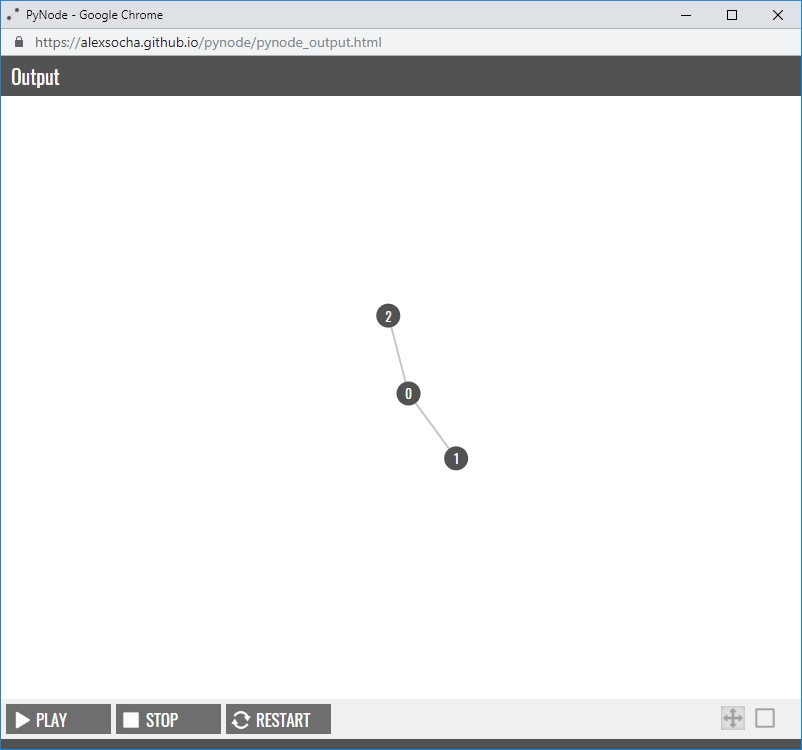 PyNode - Google Chrome
https://alexsocha.github.io/pynode/pynode_output.html
Output
2
0
1
PLAY STOP RESTART